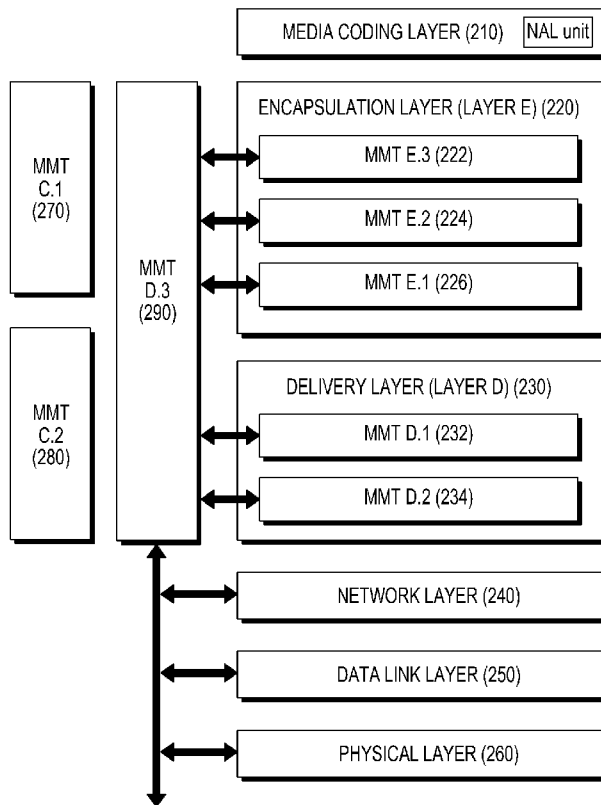 MEDIA CODING LAYER (210)
NAL unit
ENCAPSULATION LAYER (LAYER E) (220)
MMT E.3 (222)
MMT E.2 (224)
MMT E.1 (226)
MMT
C.1
(270)
MMT
D.3
(290)
MMT
C.2
(280)
DELIVERY LAYER (LAYER D) (230)
MMT D.1 (232)
MMT D.2 (234)
NETWORK LAYER (240)
DATA LINK LAYER (250)
PHYSICAL LAYER (260)